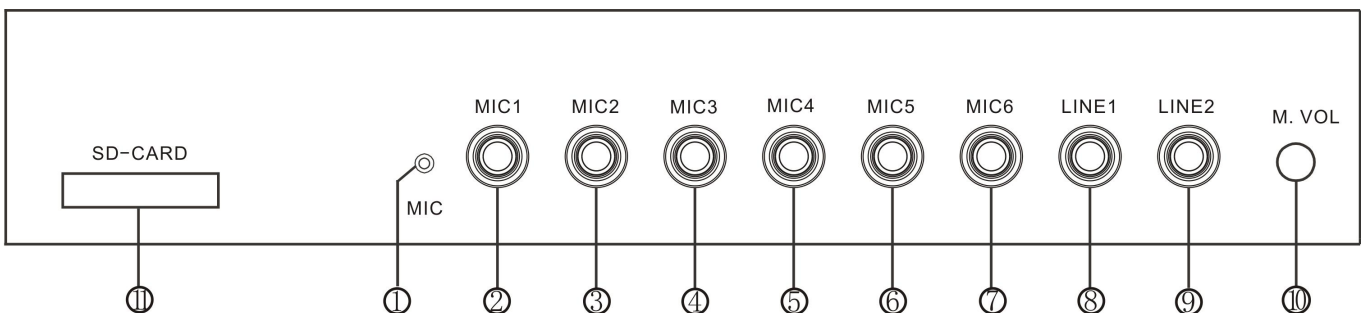 MIC1 MIC2 MIC3 MIC4 MIC5 MIC6 LINE1 LINE2
M. VOL
SD-CARD
MIC
⑪ ① ② ③ ④ ⑤ ⑥ ⑦ ⑧ ⑨ ⑩